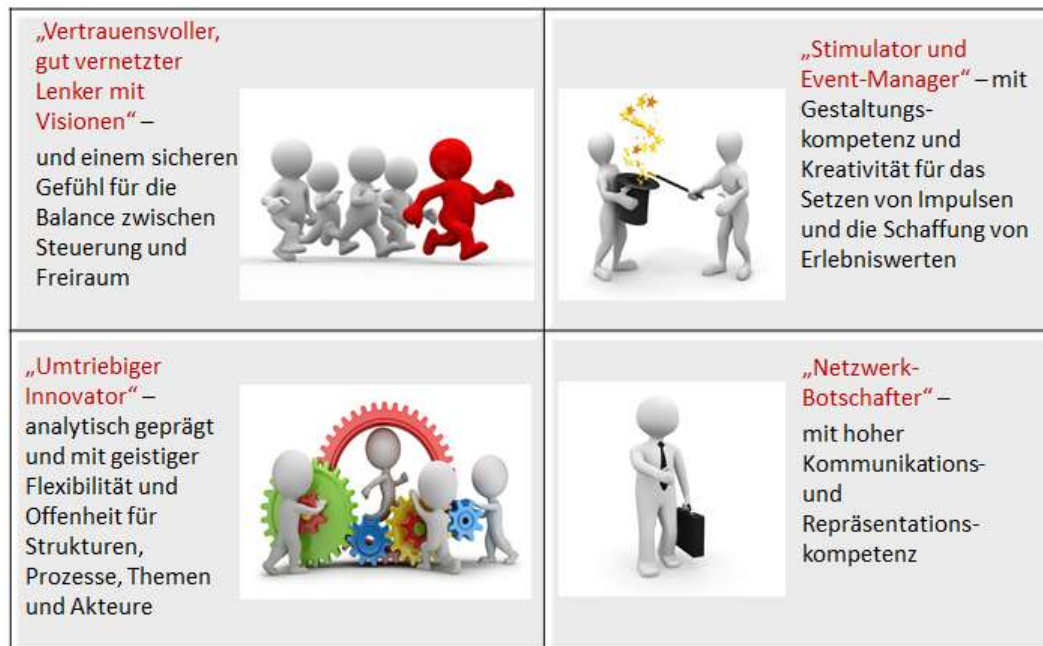 „Vertrauensvoller,
gut vernetzter
Lenker mit
Visionen“ –
und einem sicheren
Gefühl für die
Balance zwischen
Steuerung und
Freiraum
„Stimulator und
Event-Manager“ – mit
Gestaltungs-
kompetenz und
Kreativität für das
Setzen von Impulsen
und die Schaffung von
Erlebniswerten
„Umtriebiger
Innovator“ –
analytisch geprägt
und mit geistiger
Flexibilität und
Offenheit für
Strukturen,
Prozesse, Themen
und Akteure
„Netzwerk-
Botschafter“ –
mit hoher
Kommunikations-
und
Repräsentations-
kompetenz